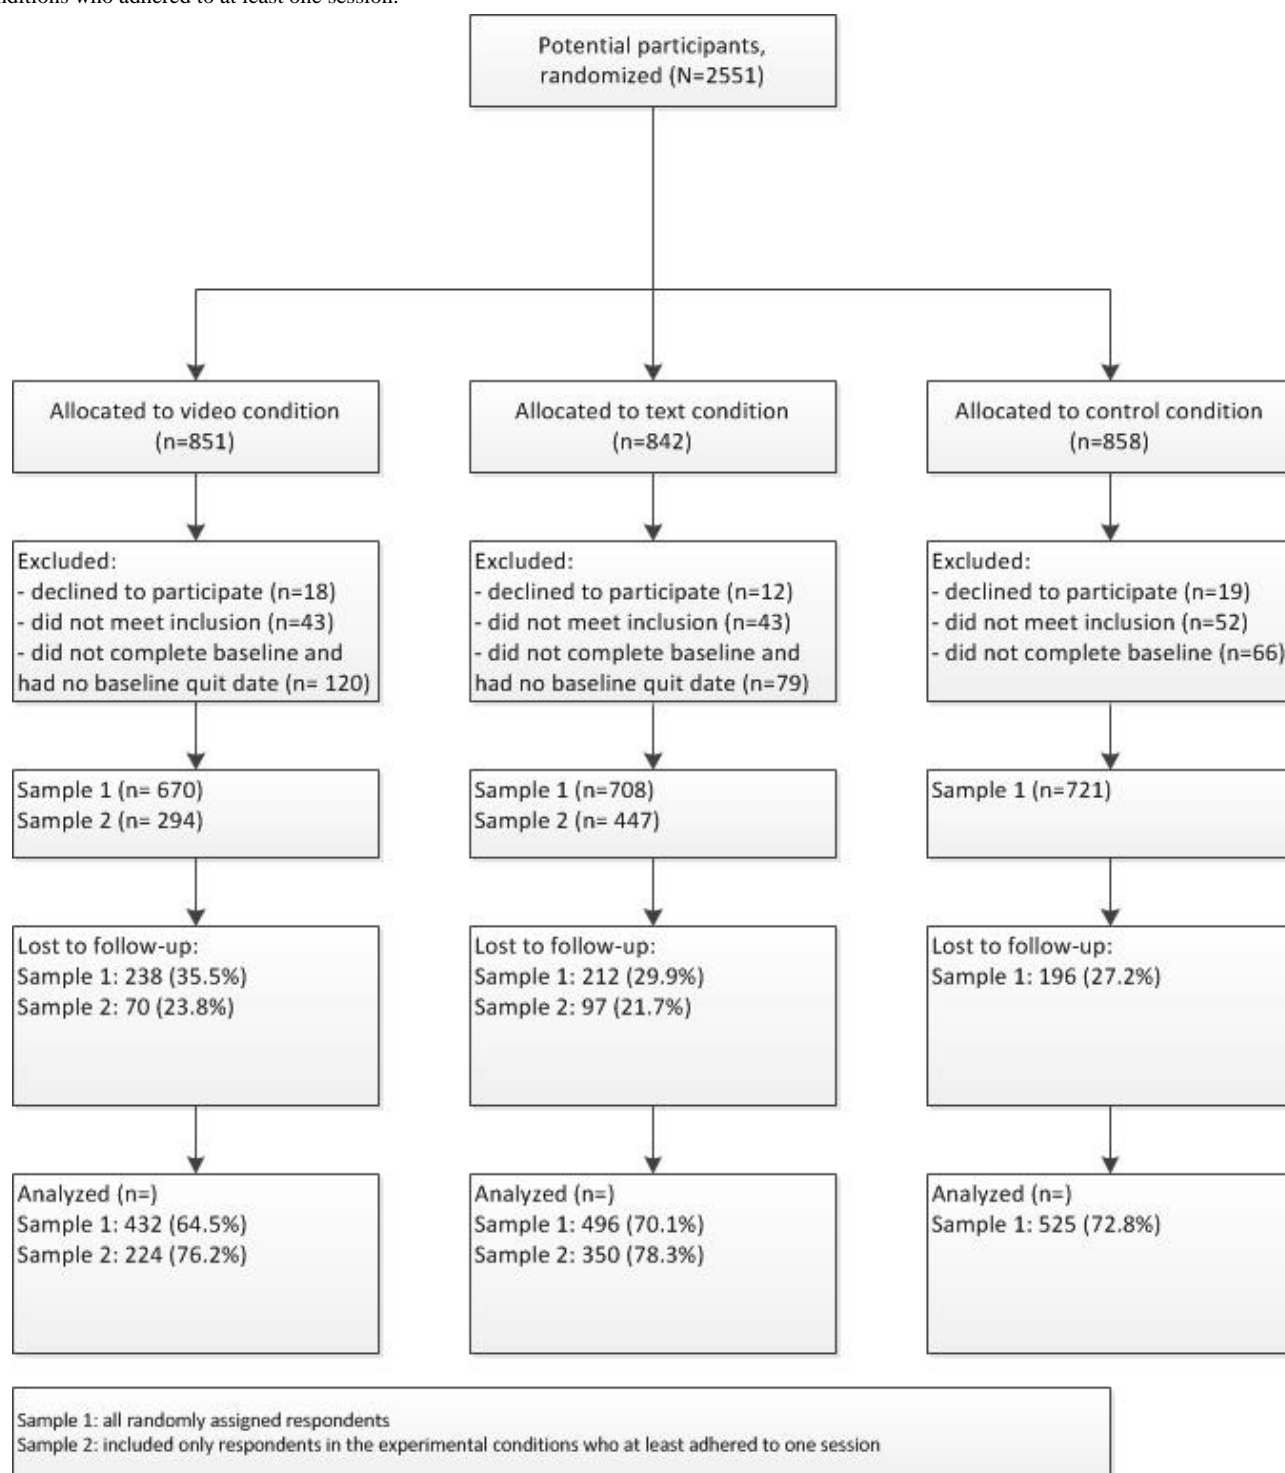 conditions who adhered to at least one session.
Potential participants,
randomized (N=2551)
Allocated to video condition
(n=851)
Allocated to text condition
(n=842)
Allocated to control condition
(n=858)
Excluded:
- declined to participate (n=18)
- did not meet inclusion (n=43)
- did not complete baseline and
had no baseline quit date (n= 120)
Excluded:
- declined to participate (n=12)
- did not meet inclusion (n=43)
- did not complete baseline and
had no baseline quit date (n=79)
Excluded:
- declined to participate (n=19)
- did not meet inclusion (n=52)
- did not complete baseline (n=66)
Sample 1 (n= 670)
Sample 2 (n= 294)
Sample 1 (n=708)
Sample 2 (n= 447)
Sample 1 (n=721)
Lost to follow-up:
Sample 1: 238 (35.5%)
Sample 2: 70 (23.8%)
Lost to follow-up:
Sample 1: 212 (29.9%)
Sample 2: 97 (21.7%)
Lost to follow-up:
Sample 1: 196 (27.2%)
Analyzed (n=)
Sample 1: 432 (64.5%)
Sample 2: 224 (76.2%)
Analyzed (n=)
Sample 1: 496 (70.1%)
Sample 2: 350 (78.3%)
Analyzed (n=)
Sample 1: 525 (72.8%)
Sample 1: all randomly assigned respondents
Sample 2: included only respondents in the experimental conditions who at least adhered to one session